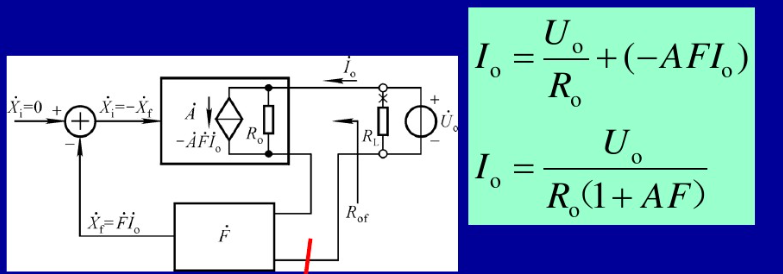 Ẋi=0 + Ẋi=-Ẋf
−
Ȧ
-ȦḞİo
Ro
İo
RL
+
U̇o
−
Rof
Ẋf=Ḟİo
Ḟ
Io = Uo/Ro + (−AFIo)
Io = Uo/Ro(1+ AF)